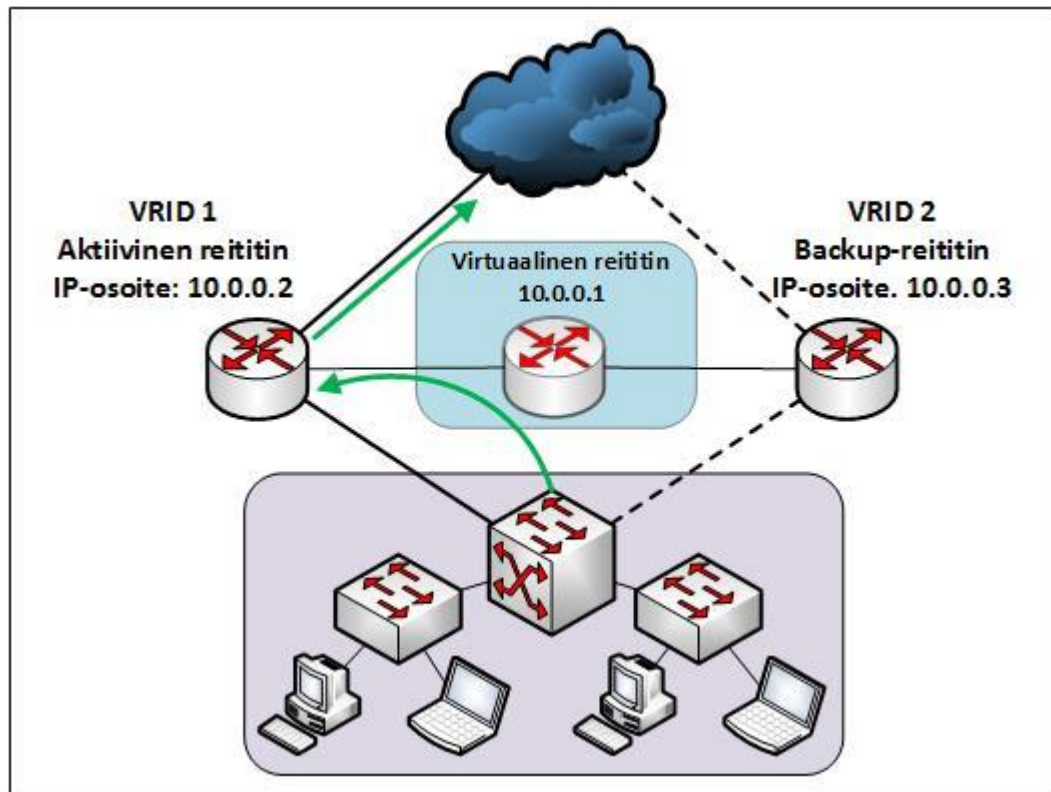 VRID 1
Aktiivinen reititin
IP-osoite: 10.0.0.2
Virtuaalinen reititin
10.0.0.1
VRID 2
Backup-reititin
IP-osoite. 10.0.0.3